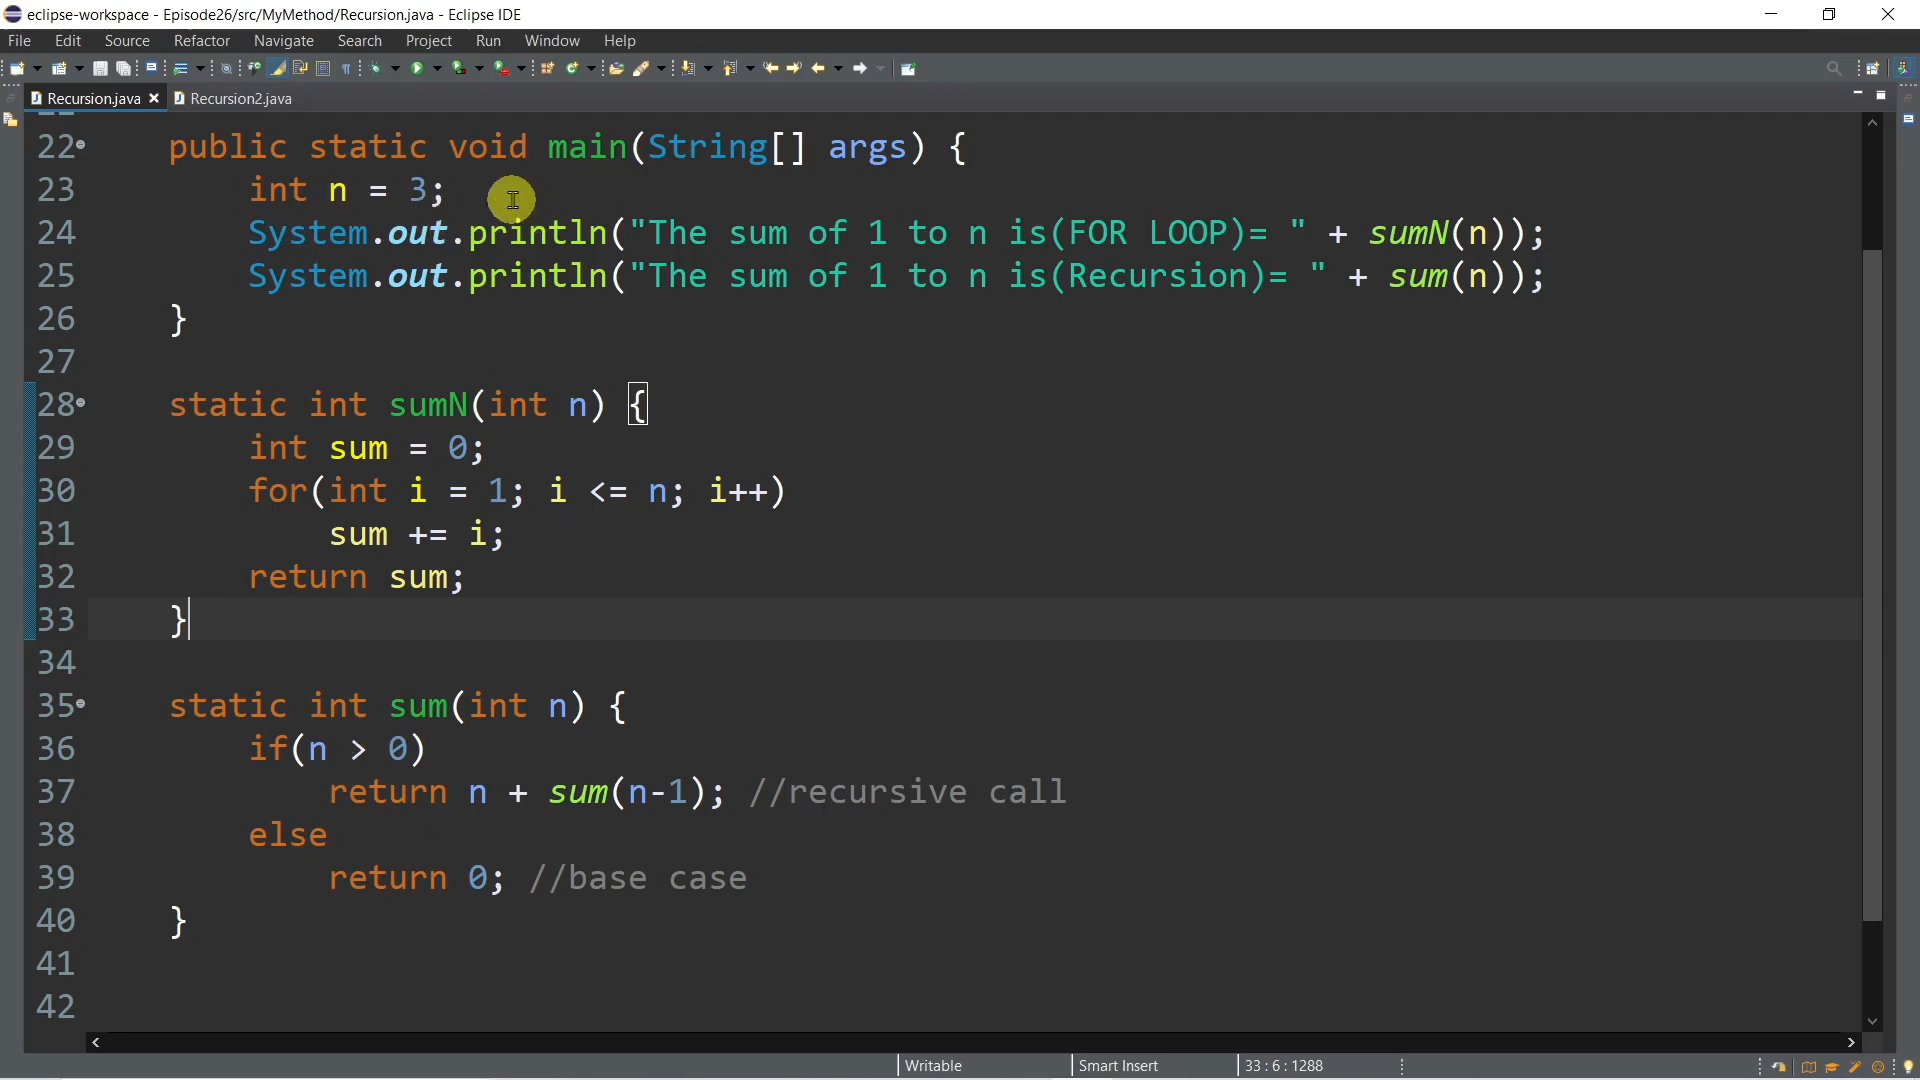 eclipse-workspace - Episode26/src/MyMethod/Recursion.java - Eclipse IDE
File Edit Source Refactor Navigate Search Project Run Window Help
Recursion.java Recursion2.java
22 public static void main(String[] args) {
23 int n = 3;
24 System.out.println("The sum of 1 to n is(FOR LOOP)= " + sumN(n));
25 System.out.println("The sum of 1 to n is(Recursion)= " + sum(n));
26 }
27
28 static int sumN(int n) {
29 int sum = 0;
30 for(int i = 1; i <= n; i++)
31 sum += i;
32 return sum;
33 }
34
35 static int sum(int n) {
36 if(n > 0)
37 return n + sum(n-1); //recursive call
38 else
39 return 0; //base case
40 }
41
42
Writable Smart Insert 33 : 6 : 1288